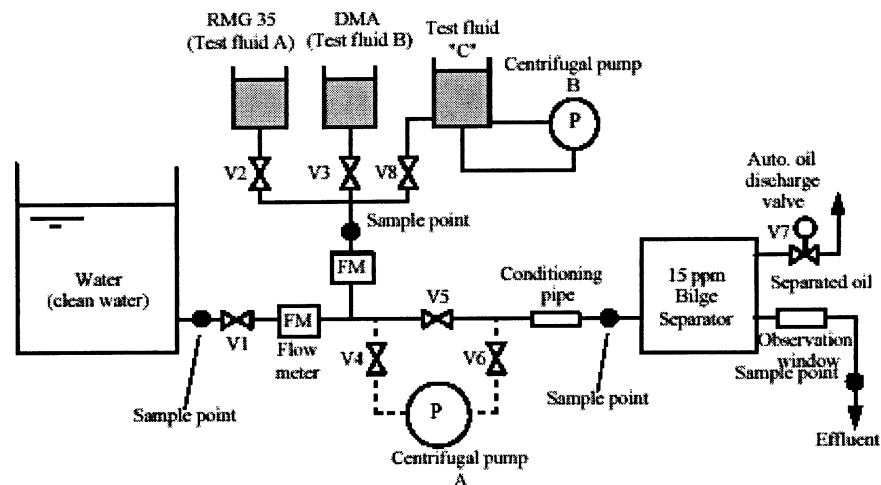 RMG 35
(Test fluid A)
DMA
(Test fluid B)
Test fluid
"C"
Centrifugal pump
B
P
V2
V3
V8
Auto. oil
discharge
valve
V7
Sample point
FM
Water
(clean water)
Conditioning
pipe
15 ppm
Bilge
Separator
Separated oil
V5
FM
V1
Flow
meter
V4
V6
Observation
window
Sample point
Sample point
P
Sample point
Effluent
Centrifugal pump
A